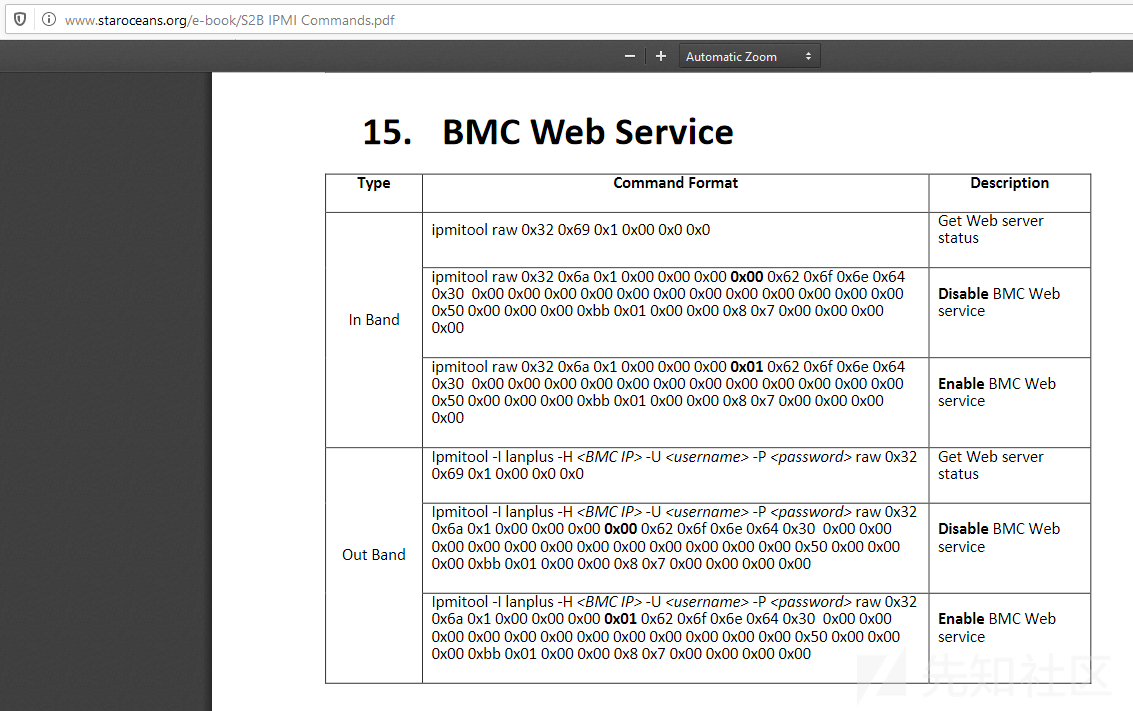 www.staroceans.org/e-book/S2B IPMI Commands.pdf
− + Automatic Zoom
15. BMC Web Service
Type Command Format Description
In Band
ipmitool raw 0x32 0x69 0x1 0x00 0x0 0x0
Get Web server
status
ipmitool raw 0x32 0x6a 0x1 0x00 0x00 0x00 0x00 0x62 0x6f 0x6e 0x64
0x30 0x00 0x00 0x00 0x00 0x00 0x00 0x00 0x00 0x00 0x00 0x00 0x00
0x50 0x00 0x00 0x00 0xbb 0x01 0x00 0x00 0x8 0x7 0x00 0x00 0x00
0x00
Disable BMC Web
service
ipmitool raw 0x32 0x6a 0x1 0x00 0x00 0x00 0x01 0x62 0x6f 0x6e 0x64
0x30 0x00 0x00 0x00 0x00 0x00 0x00 0x00 0x00 0x00 0x00 0x00 0x00
0x50 0x00 0x00 0x00 0xbb 0x01 0x00 0x00 0x8 0x7 0x00 0x00 0x00
0x00
Enable BMC Web
service
Out Band
Ipmitool -I lanplus -H <BMC IP> -U <username> -P <password> raw 0x32
0x69 0x1 0x00 0x0 0x0
Get Web server
status
Ipmitool -I lanplus -H <BMC IP> -U <username> -P <password> raw 0x32
0x6a 0x1 0x00 0x00 0x00 0x00 0x62 0x6f 0x6e 0x64 0x30 0x00 0x00
0x00 0x00 0x00 0x00 0x00 0x00 0x00 0x00 0x00 0x00 0x50 0x00 0x00
0x00 0xbb 0x01 0x00 0x00 0x8 0x7 0x00 0x00 0x00 0x00
Disable BMC Web
service
Ipmitool -I lanplus -H <BMC IP> -U <username> -P <password> raw 0x32
0x6a 0x1 0x00 0x00 0x00 0x01 0x62 0x6f 0x6e 0x64 0x30 0x00 0x00
0x00 0x00 0x00 0x00 0x00 0x00 0x00 0x00 0x00 0x00 0x50 0x00 0x00
0x00 0xbb 0x01 0x00 0x00 0x8 0x7 0x00 0x00 0x00 0x00
Enable BMC Web
service
先知社区